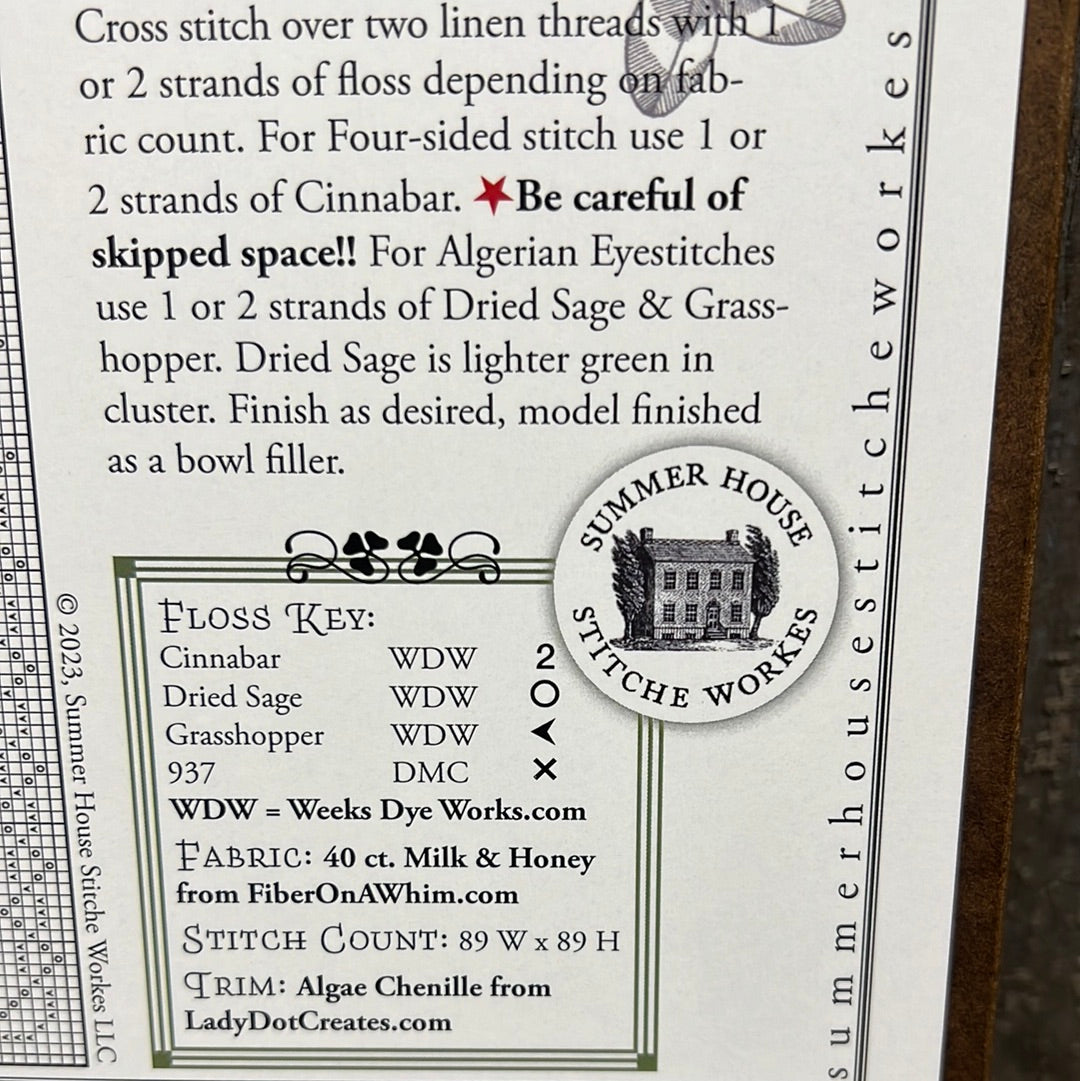 Cross stitch over two linen threads with 1
or 2 strands of floss depending on fab-
ric count. For Four-sided stitch use 1 or
2 strands of Cinnabar. ★Be careful of
skipped space!! For Algerian Eyestitches
use 1 or 2 strands of Dried Sage & Grass-
hopper. Dried Sage is lighter green in
cluster. Finish as desired, model finished
as a bowl filler.
SUMMER HOUSE
STITCHE WORKES
FLOSS KEY:
Cinnabar WDW 2
Dried Sage WDW O
Grasshopper WDW ⮜
937 DMC ×
WDW = Weeks Dye Works.com
FABRIC: 40 ct. Milk & Honey
from FiberOnAWhim.com
STITCH COUNT: 89 W x 89 H
TRIM: Algae Chenille from
LadyDotCreates.com
© 2023, Summer House Stitche Workes LLC
summerhousestitcheworkes